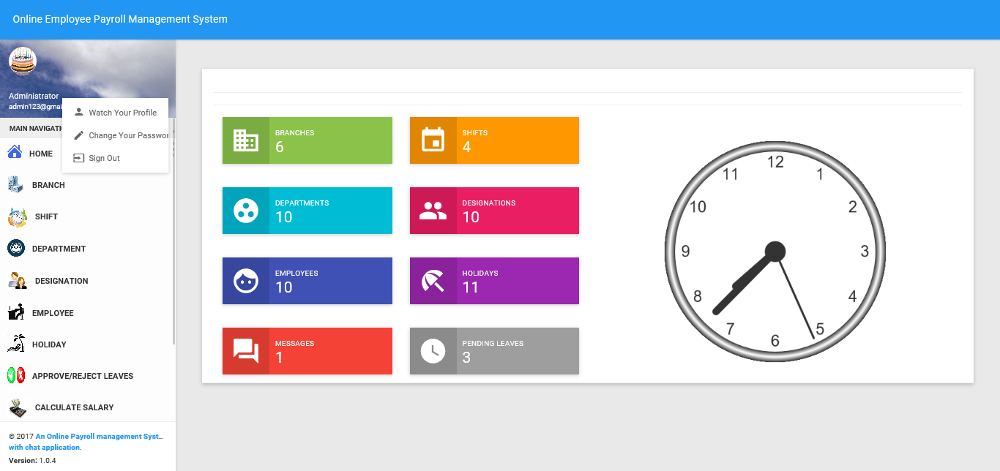 Online Employee Payroll Management System
Administrator
admin123@gmai
Watch Your Profile
Change Your Passwor
Sign Out
MAIN NAVIGATI
HOME
BRANCH
SHIFT
DEPARTMENT
DESIGNATION
EMPLOYEE
HOLIDAY
APPROVE/REJECT LEAVES
CALCULATE SALARY
© 2017 An Online Payroll management Syst...
with chat application.
Version: 1.0.4
BRANCHES
6
SHIFTS
4
DEPARTMENTS
10
DESIGNATIONS
10
EMPLOYEES
10
HOLIDAYS
11
MESSAGES
1
PENDING LEAVES
3
12
1
2
3
4
5
6
7
8
9
10
11